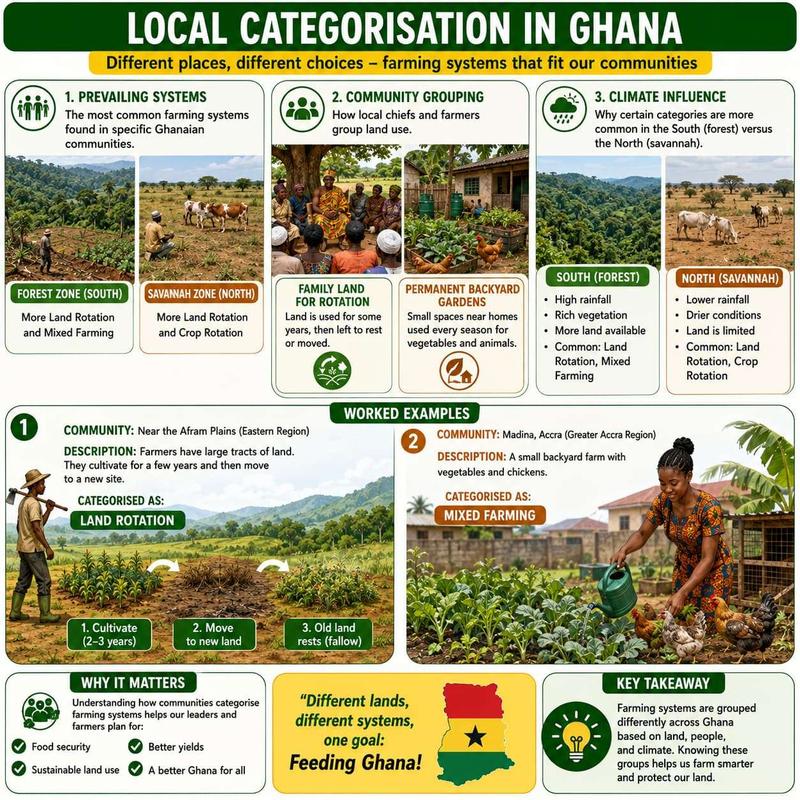 LOCAL CATEGORISATION IN GHANA
Different places, different choices – farming systems that fit our communities
1. PREVAILING SYSTEMS
The most common farming systems
found in specific Ghanaian
communities.
FOREST ZONE (SOUTH)
More Land Rotation
and Mixed Farming
SAVANNAH ZONE (NORTH)
More Land Rotation
and Crop Rotation
2. COMMUNITY GROUPING
How local chiefs and farmers
group land use.
FAMILY LAND
FOR ROTATION
Land is used for some
years, then left to rest
or moved.
PERMANENT BACKYARD
GARDENS
Small spaces near homes
used every season for
vegetables and animals.
3. CLIMATE INFLUENCE
Why certain categories are more
common in the South (forest) versus
the North (savannah).
SOUTH (FOREST)
• High rainfall
• Rich vegetation
• More land available
• Common: Land
Rotation, Mixed
Farming
NORTH (SAVANNAH)
• Lower rainfall
• Drier conditions
• Land is limited
• Common: Land
Rotation, Crop
Rotation
WORKED EXAMPLES
1
COMMUNITY: Near the Afram Plains (Eastern Region)
DESCRIPTION: Farmers have large tracts of land.
They cultivate for a few years and then move
to a new site.
CATEGORISED AS:
LAND ROTATION
1. Cultivate
(2–3 years)
2. Move
to new land
3. Old land
rests (fallow)
2
COMMUNITY: Madina, Accra (Greater Accra Region)
DESCRIPTION: A small backyard farm with
vegetables and chickens.
CATEGORISED AS:
MIXED FARMING
WHY IT MATTERS
Understanding how communities categorise
farming systems helps our leaders and
farmers plan for:
Food security
Better yields
Sustainable land use
A better Ghana for all
"Different lands,
different systems,
one goal:
Feeding Ghana!
KEY TAKEAWAY
Farming systems are grouped
differently across Ghana
based on land, people,
and climate. Knowing these
groups helps us farm smarter
and protect our land.